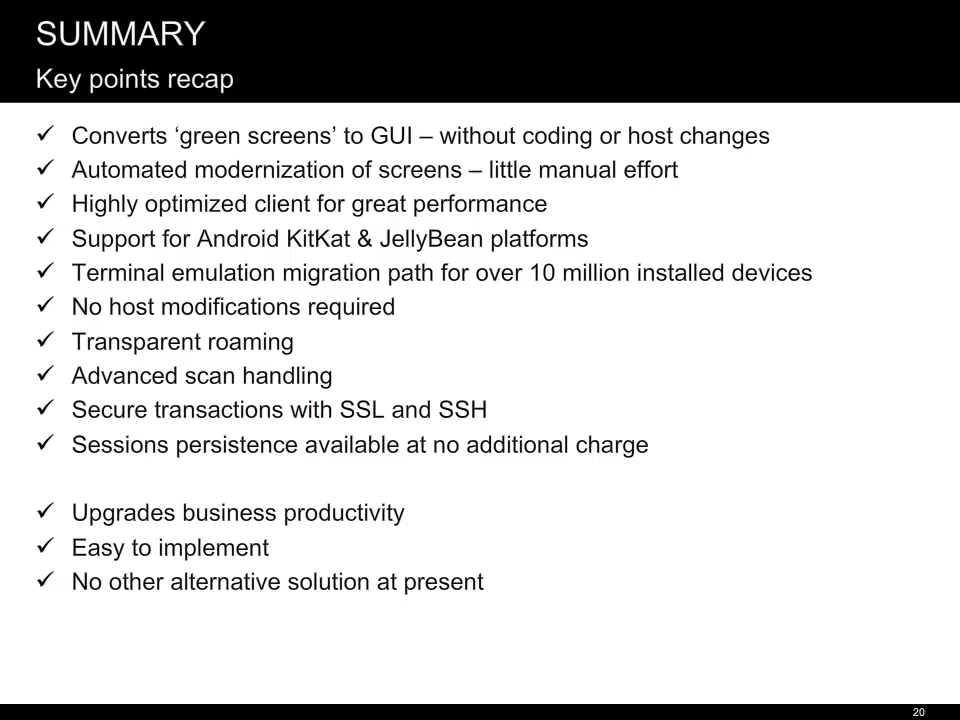 SUMMARY
Key points recap
✓ Converts ‘green screens’ to GUI – without coding or host changes
✓ Automated modernization of screens – little manual effort
✓ Highly optimized client for great performance
✓ Support for Android KitKat & JellyBean platforms
✓ Terminal emulation migration path for over 10 million installed devices
✓ No host modifications required
✓ Transparent roaming
✓ Advanced scan handling
✓ Secure transactions with SSL and SSH
✓ Sessions persistence available at no additional charge
✓ Upgrades business productivity
✓ Easy to implement
✓ No other alternative solution at present
20